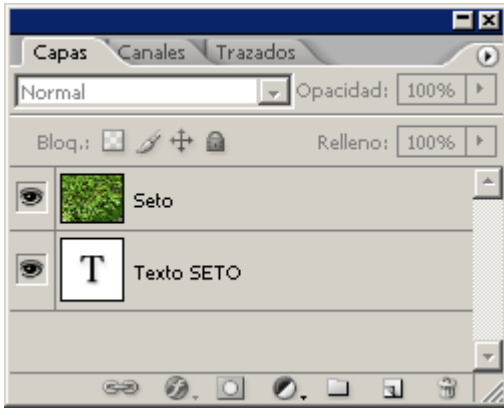 Capas Canales Trazados
Normal Opacidad: 100%
Bloq.: Relleno: 100%
Seto
T Texto SETO